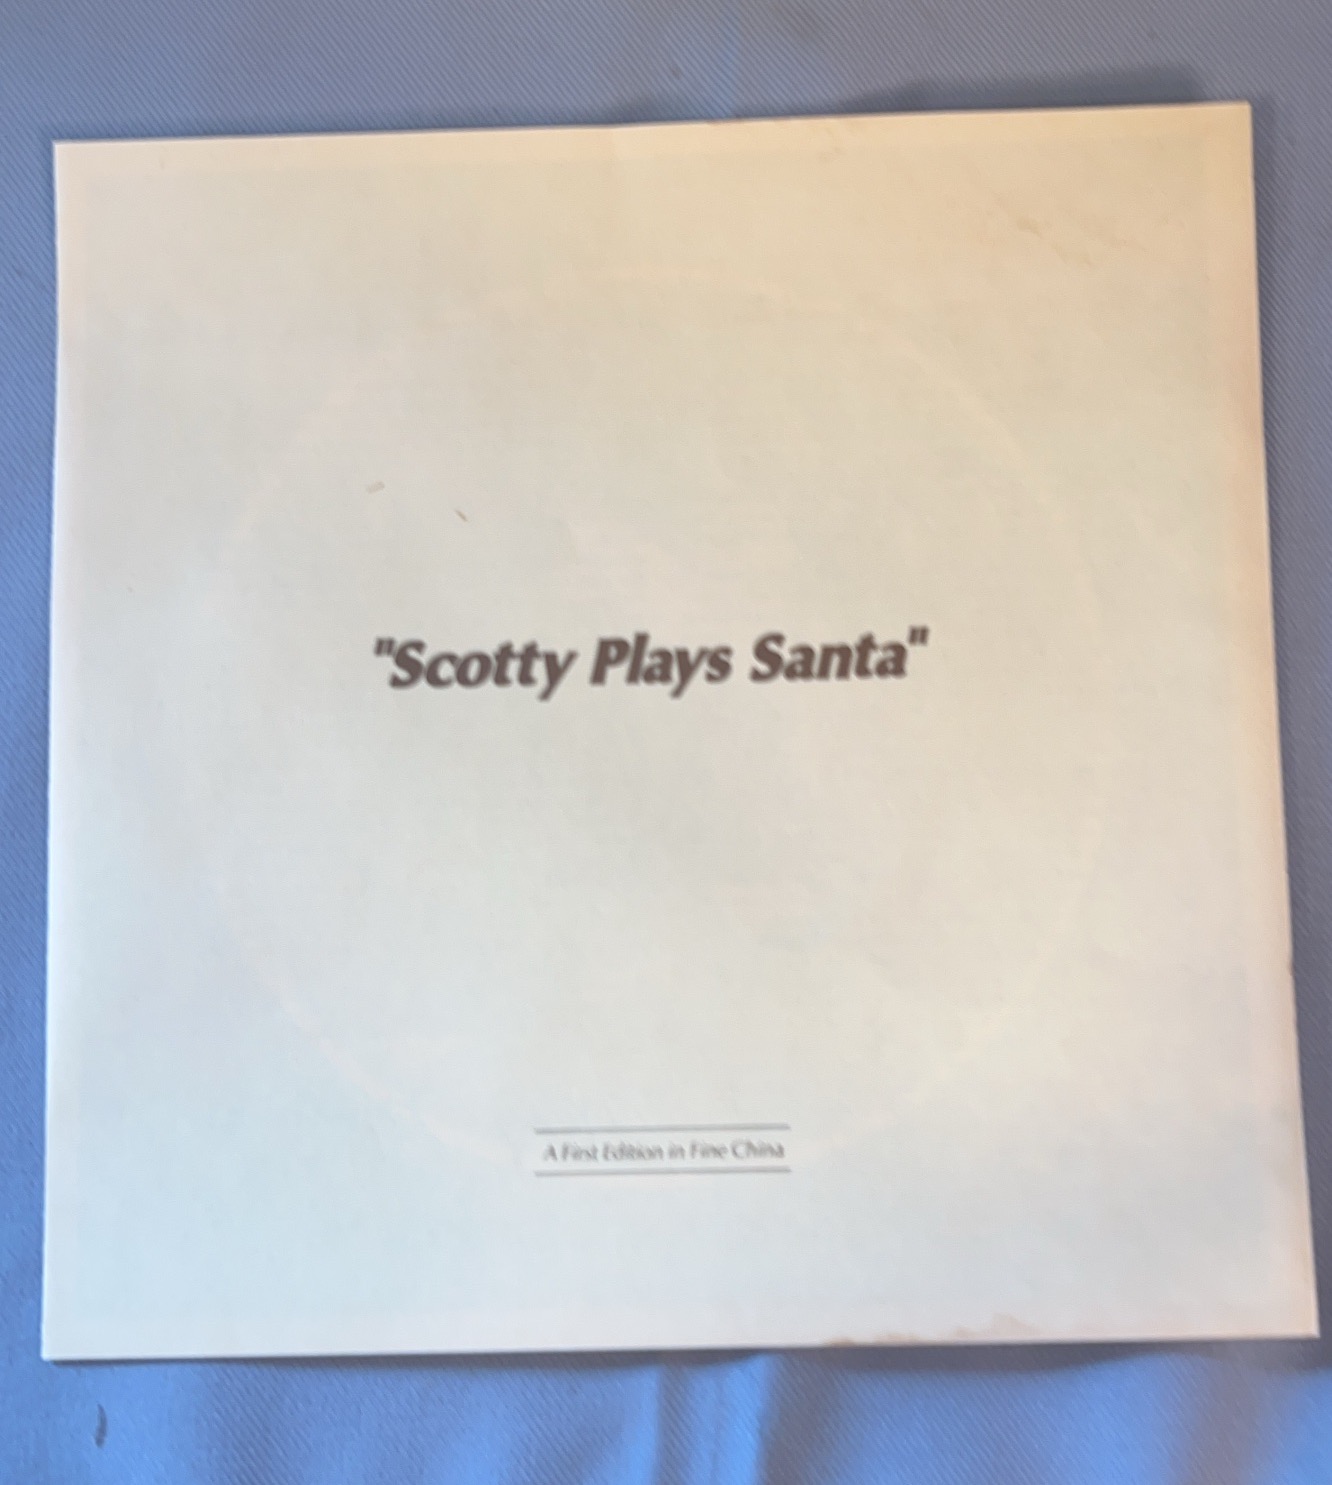 "Scotty Plays Santa"
A First Edition in Fine China